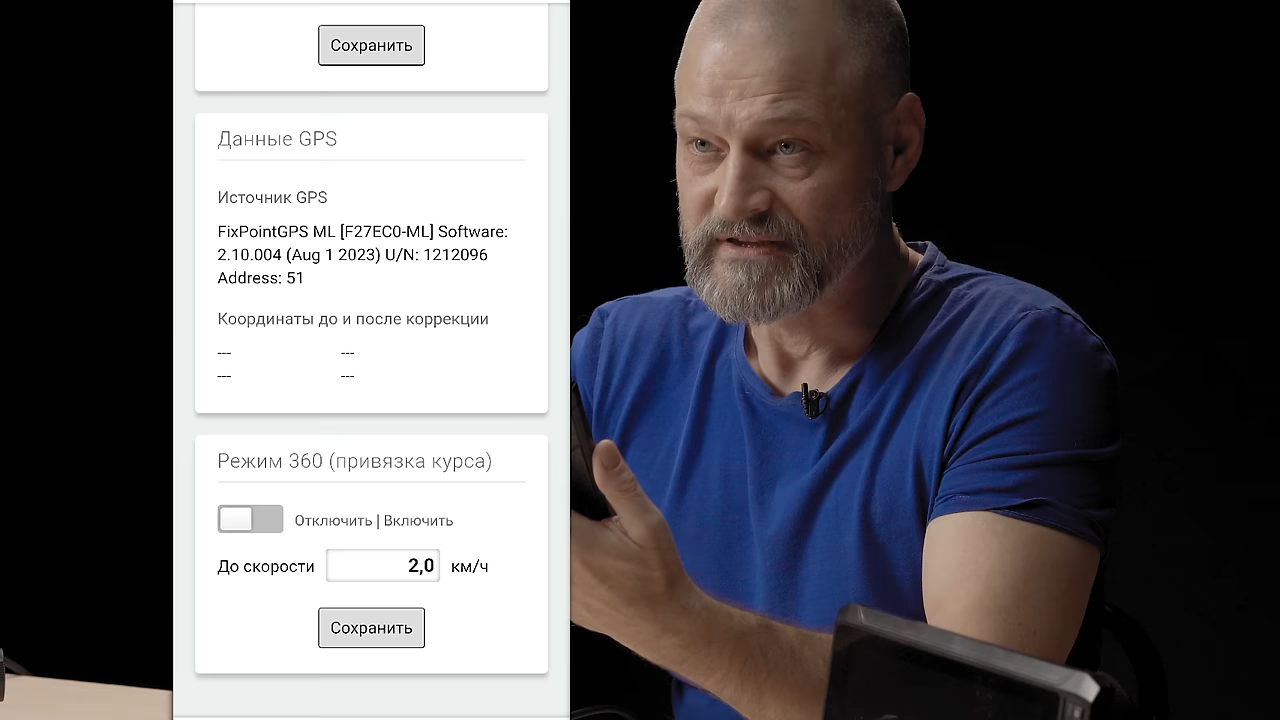 Сохранить
Данные GPS
Источник GPS
FixPointGPS ML [F27EC0-ML] Software:
2.10.004 (Aug 1 2023) U/N: 1212096
Address: 51
Координаты до и после коррекции
--- ---
--- ---
Режим 360 (привязка курса)
Отключить | Включить
До скорости 2,0 км/ч
Сохранить